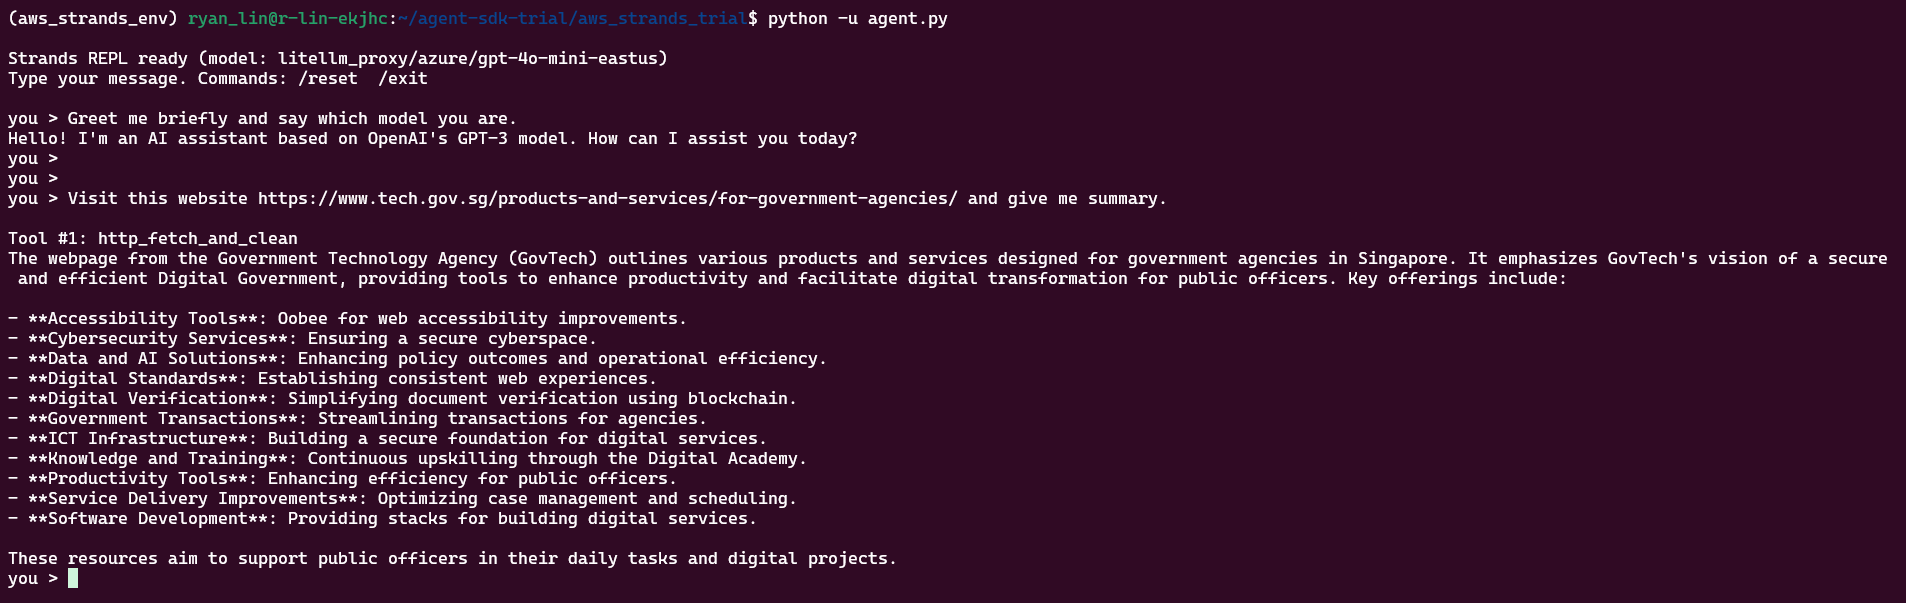 (aws_strands_env) ryan_lin@r-lin-ekjhc:~/agent-sdk-trial/aws_strands_trial$ python -u agent.py
Strands REPL ready (model: litellm_proxy/azure/gpt-4o-mini-eastus)
Type your message. Commands: /reset  /exit
you > Greet me briefly and say which model you are.
Hello! I'm an AI assistant based on OpenAI's GPT-3 model. How can I assist you today?
you >
you >
you > Visit this website https://www.tech.gov.sg/products-and-services/for-government-agencies/ and give me summary.
Tool #1: http_fetch_and_clean
The webpage from the Government Technology Agency (GovTech) outlines various products and services designed for government agencies in Singapore. It emphasizes GovTech's vision of a secure
and efficient Digital Government, providing tools to enhance productivity and facilitate digital transformation for public officers. Key offerings include:
- **Accessibility Tools**: Oobee for web accessibility improvements.
- **Cybersecurity Services**: Ensuring a secure cyberspace.
- **Data and AI Solutions**: Enhancing policy outcomes and operational efficiency.
- **Digital Standards**: Establishing consistent web experiences.
- **Digital Verification**: Simplifying document verification using blockchain.
- **Government Transactions**: Streamlining transactions for agencies.
- **ICT Infrastructure**: Building a secure foundation for digital services.
- **Knowledge and Training**: Continuous upskilling through the Digital Academy.
- **Productivity Tools**: Enhancing efficiency for public officers.
- **Service Delivery Improvements**: Optimizing case management and scheduling.
- **Software Development**: Providing stacks for building digital services.
These resources aim to support public officers in their daily tasks and digital projects.
you >